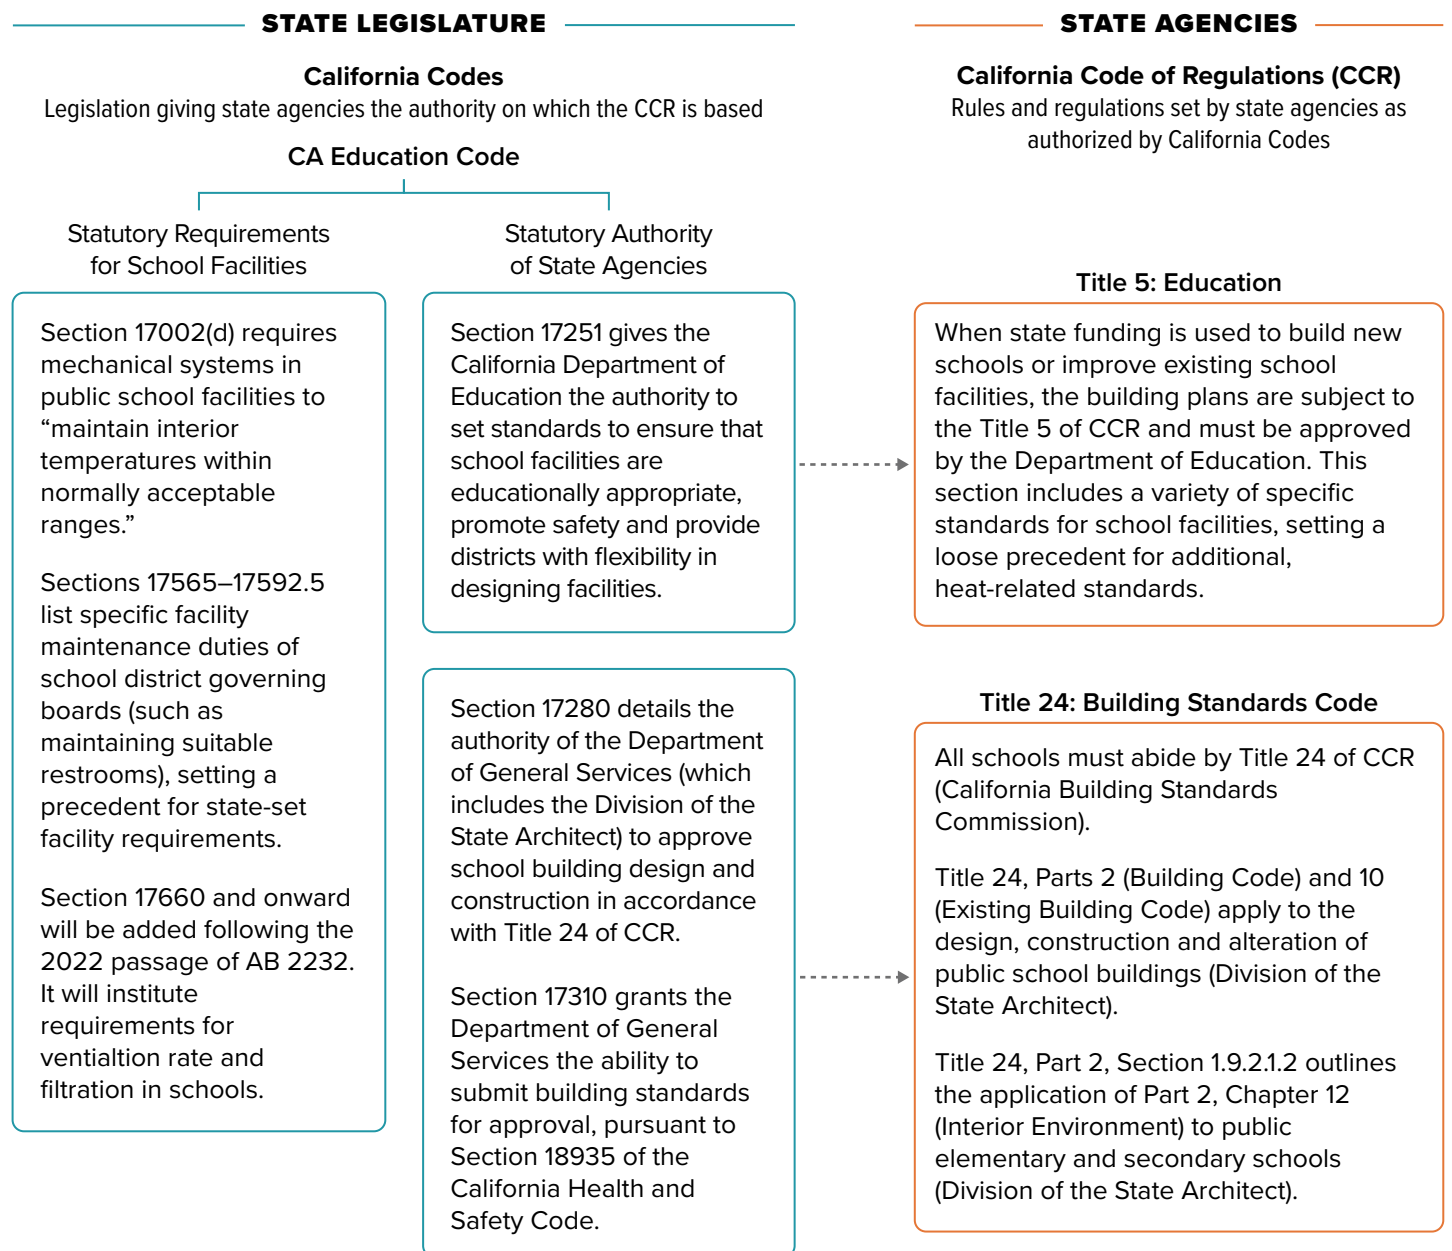 STATE LEGISLATURE
California Codes
Legislation giving state agencies the authority on which the CCR is based
CA Education Code
Statutory Requirements
for School Facilities
Section 17002(d) requires
mechanical systems in
public school facilities to
“maintain interior
temperatures within
normally acceptable
ranges.”
Sections 17565–17592.5
list specific facility
maintenance duties of
school district governing
boards (such as
maintaining suitable
restrooms), setting a
precedent for state-set
facility requirements.
Section 17660 and onward
will be added following the
2022 passage of AB 2232.
It will institute
requirements for
ventialtion rate and
filtration in schools.
Statutory Authority
of State Agencies
Section 17251 gives the
California Department of
Education the authority to
set standards to ensure that
school facilities are
educationally appropriate,
promote safety and provide
districts with flexibility in
designing facilities.
Section 17280 details the
authority of the Department
of General Services (which
includes the Division of the
State Architect) to approve
school building design and
construction in accordance
with Title 24 of CCR.
Section 17310 grants the
Department of General
Services the ability to
submit building standards
for approval, pursuant to
Section 18935 of the
California Health and
Safety Code.
STATE AGENCIES
California Code of Regulations (CCR)
Rules and regulations set by state agencies as
authorized by California Codes
Title 5: Education
When state funding is used to build new
schools or improve existing school
facilities, the building plans are subject to
the Title 5 of CCR and must be approved
by the Department of Education. This
section includes a variety of specific
standards for school facilities, setting a
loose precedent for additional,
heat-related standards.
Title 24: Building Standards Code
All schools must abide by Title 24 of CCR
(California Building Standards
Commission).
Title 24, Parts 2 (Building Code) and 10
(Existing Building Code) apply to the
design, construction and alteration of
public school buildings (Division of the
State Architect).
Title 24, Part 2, Section 1.9.2.1.2 outlines
the application of Part 2, Chapter 12
(Interior Environment) to public
elementary and secondary schools
(Division of the State Architect).